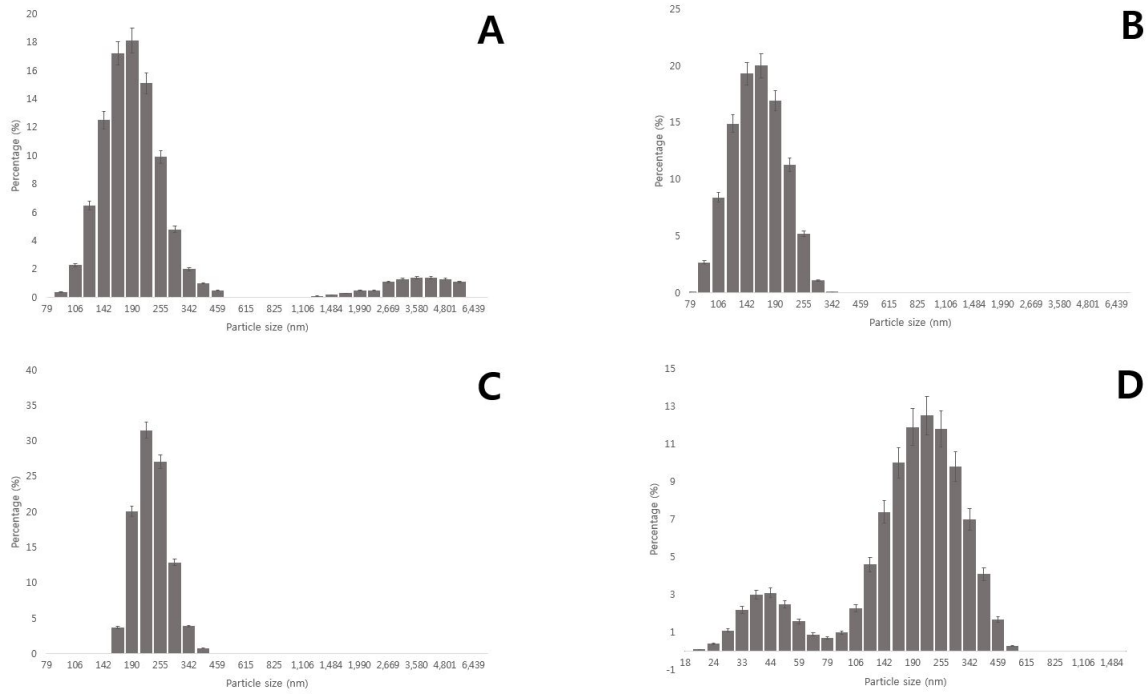 A
20
18
16
14
12
10
8
6
4
2
0
Percentage (%)
79 106 142 190 255 342 459 615 825 1,106 1,484 1,990 2,669 3,580 4,801 6,439
Particle size (nm)
B
25
20
15
10
5
0
Percentage (%)
79 106 142 190 255 342 459 615 825 1,106 1,484 1,990 2,669 3,580 4,801 6,439
Particle size (nm)
C
40
35
30
25
20
15
10
5
0
Percentage (%)
79 106 142 190 255 342 459 615 825 1,106 1,484 1,990 2,669 3,580 4,801 6,439
Particle size (nm)
D
15
13
11
9
7
5
3
1
-1
Percentage (%)
18 24 33 44 59 79 106 142 190 255 342 459 615 825 1,106 1,484
Particle size (nm)